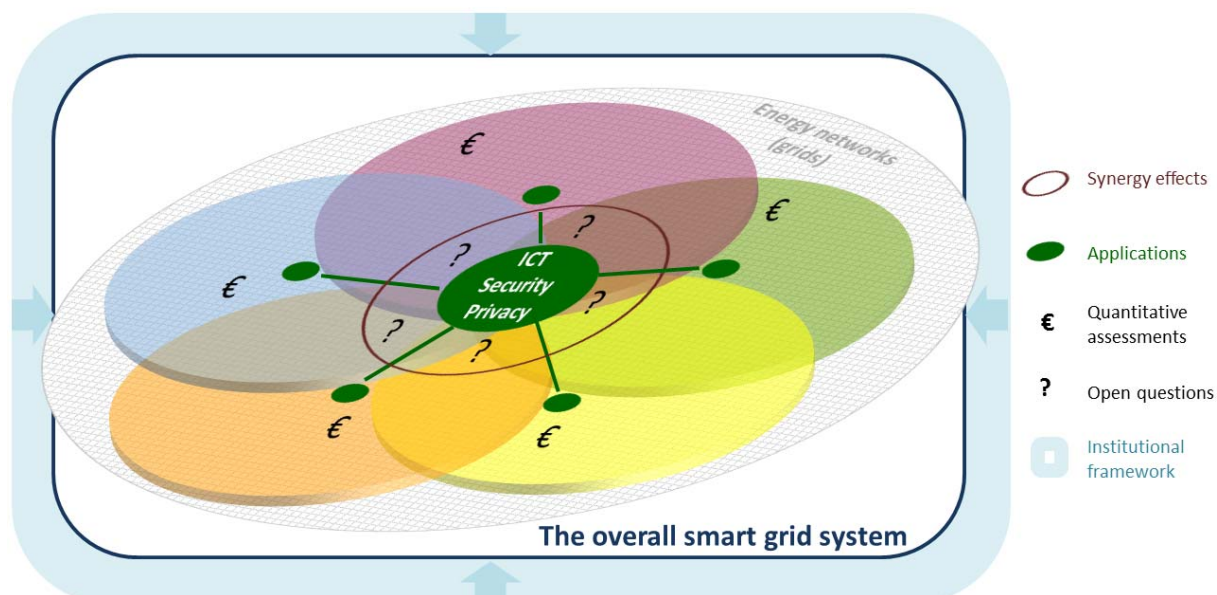 Energy networks
(grids)
€
€
€
€
€
?
?
?
?
?
ICT
Security
Privacy
The overall smart grid system
Synergy effects
Applications
€ Quantitative
assessments
? Open questions
Institutional
framework